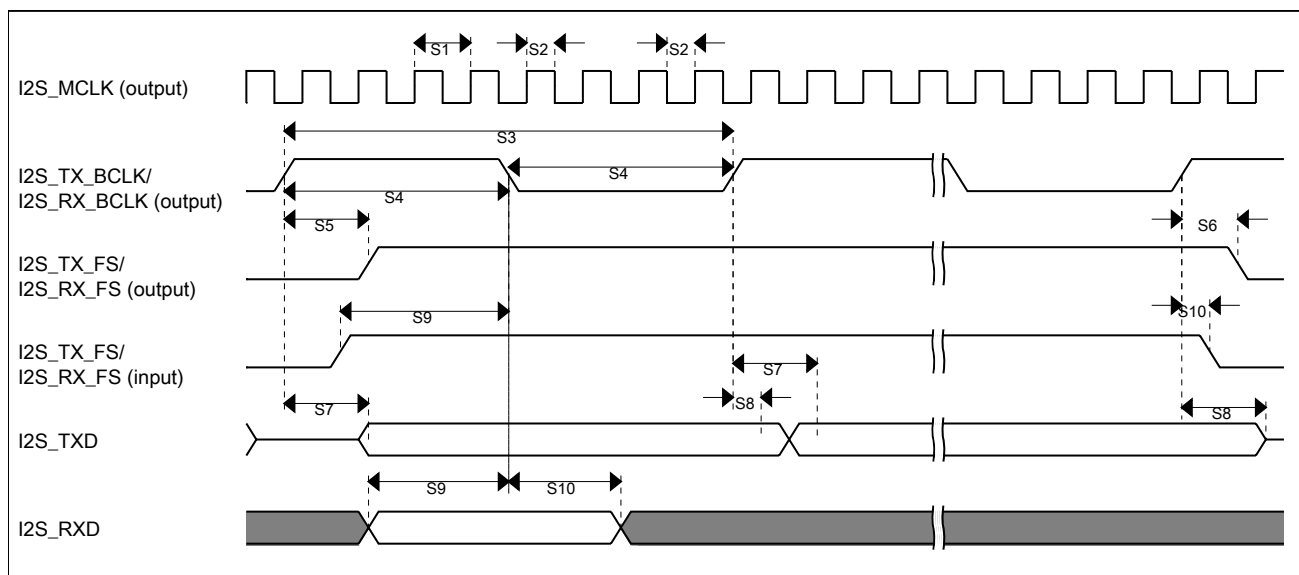 S1
S2
S2
I2S_MCLK (output)
S3
I2S_TX_BCLK/
I2S_RX_BCLK (output)
S4
S4
S5
S6
I2S_TX_FS/
I2S_RX_FS (output)
S9
S10
I2S_TX_FS/
I2S_RX_FS (input)
S7
S7
S8
S8
I2S_TXD
S9
S10
I2S_RXD